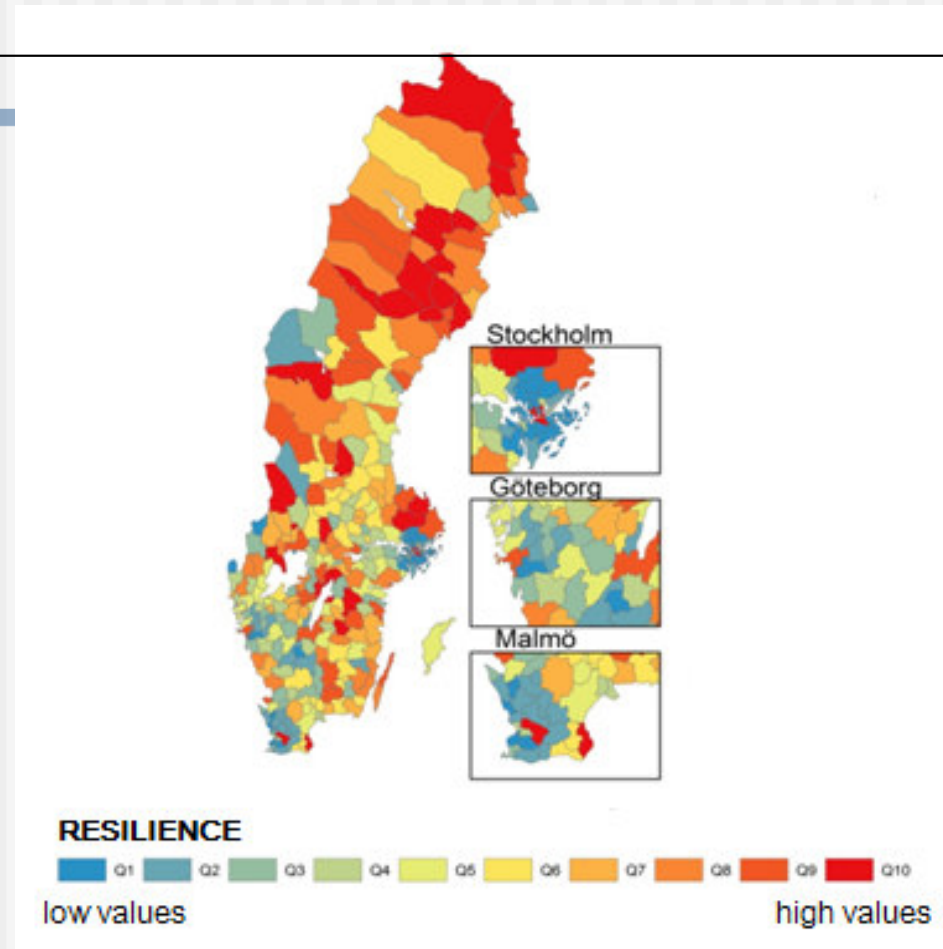 Stockholm
Göteborg
Malmö
RESILIENCE
Q1 Q2 Q3 Q4 Q5 Q6 Q7 Q8 Q9 Q10
low values high values